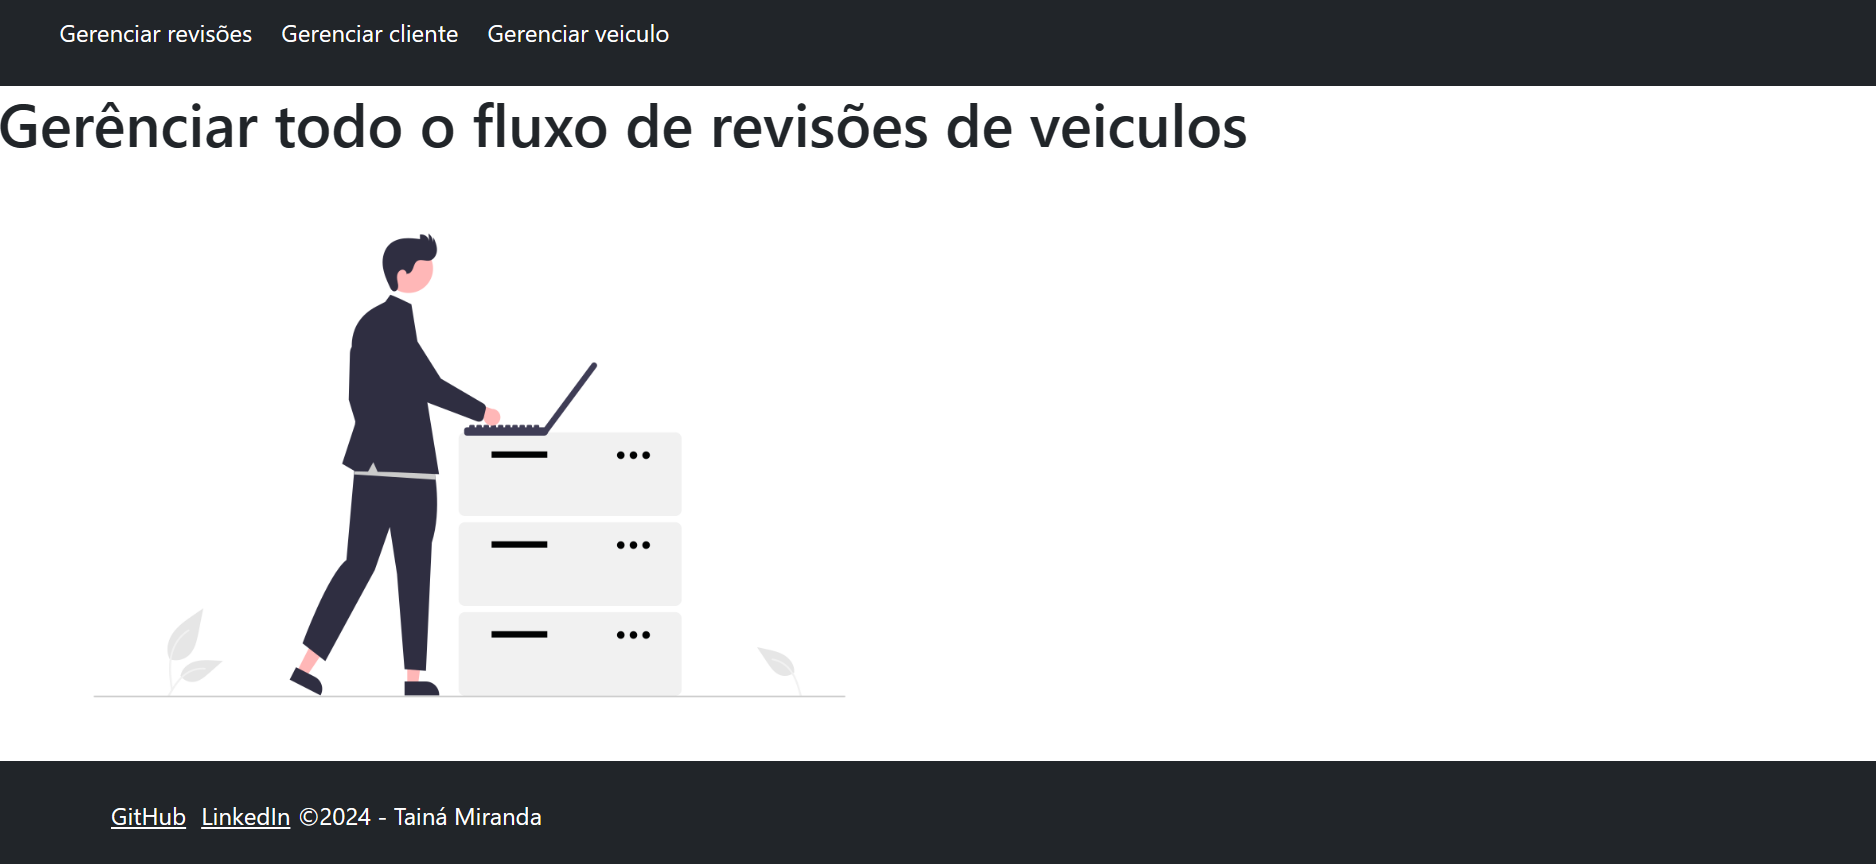 Gerenciar revisões Gerenciar cliente Gerenciar veiculo
Gerênciar todo o fluxo de revisões de veiculos
GitHub LinkedIn ©2024 - Tainá Miranda